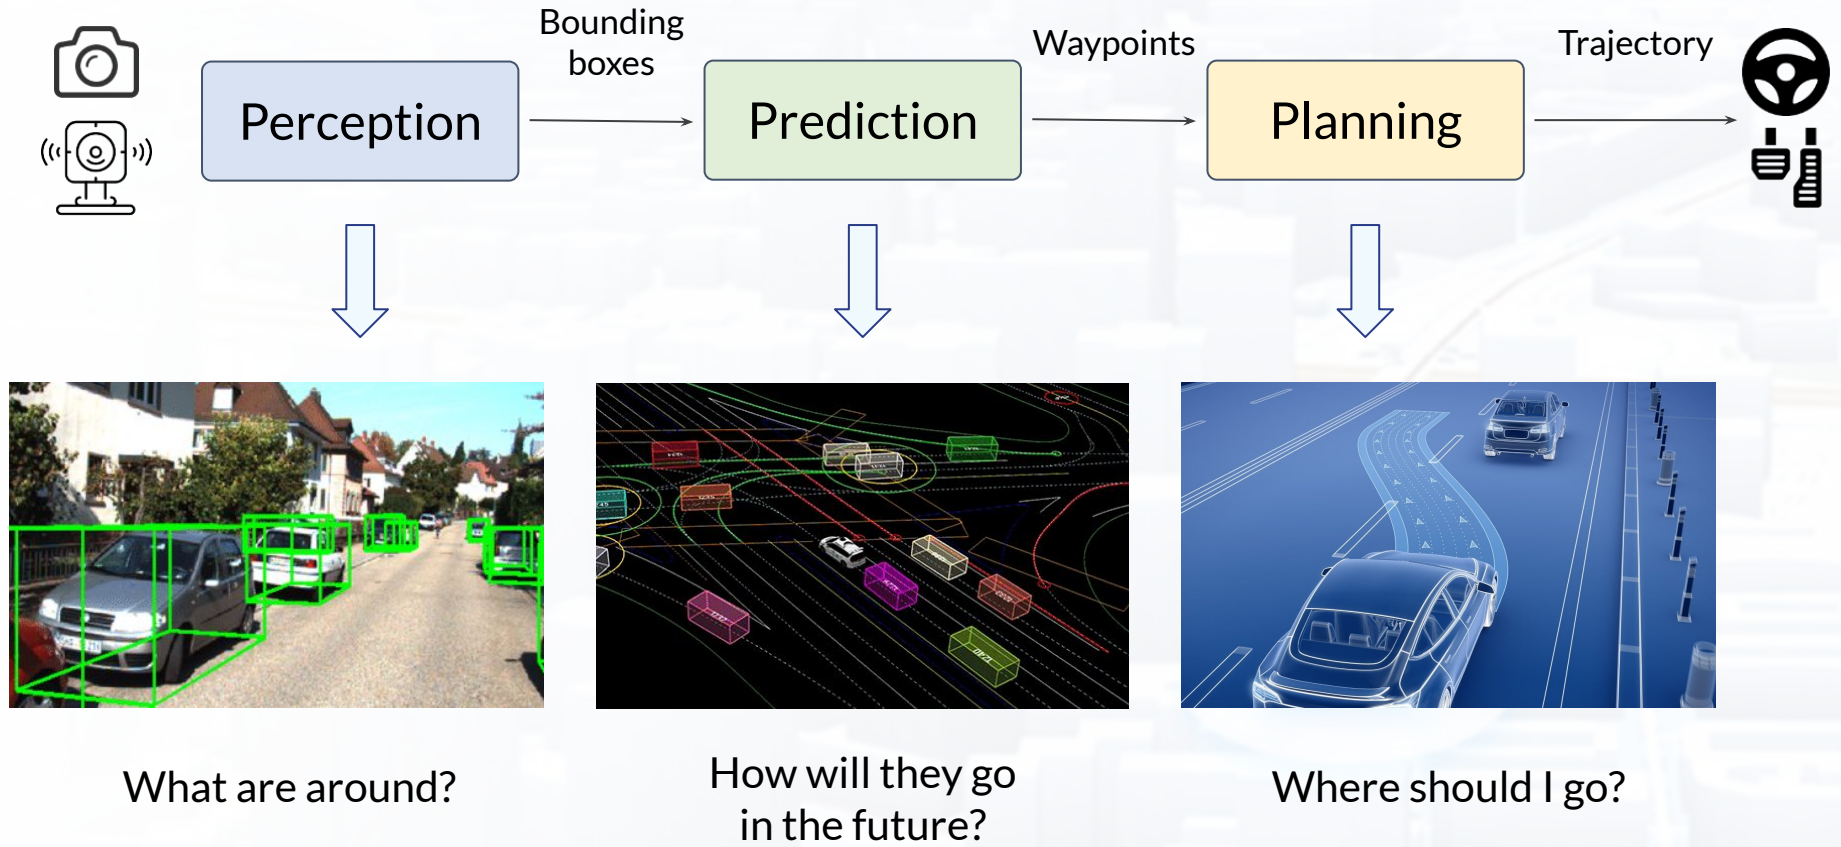 Bounding
boxes
Waypoints
Trajectory
Perception
Prediction
Planning
What are around?
How will they go
in the future?
Where should I go?